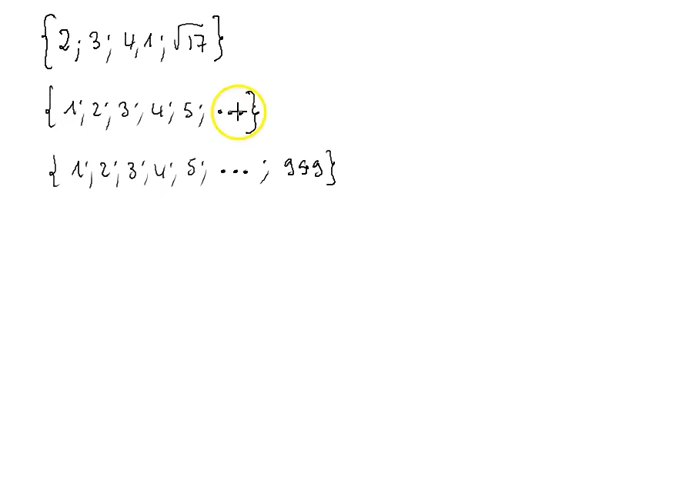 {2; 3; 4,1; √17}
{1; 2; 3; 4; 5; ...}
{1; 2; 3; 4; 5; ...; 999}